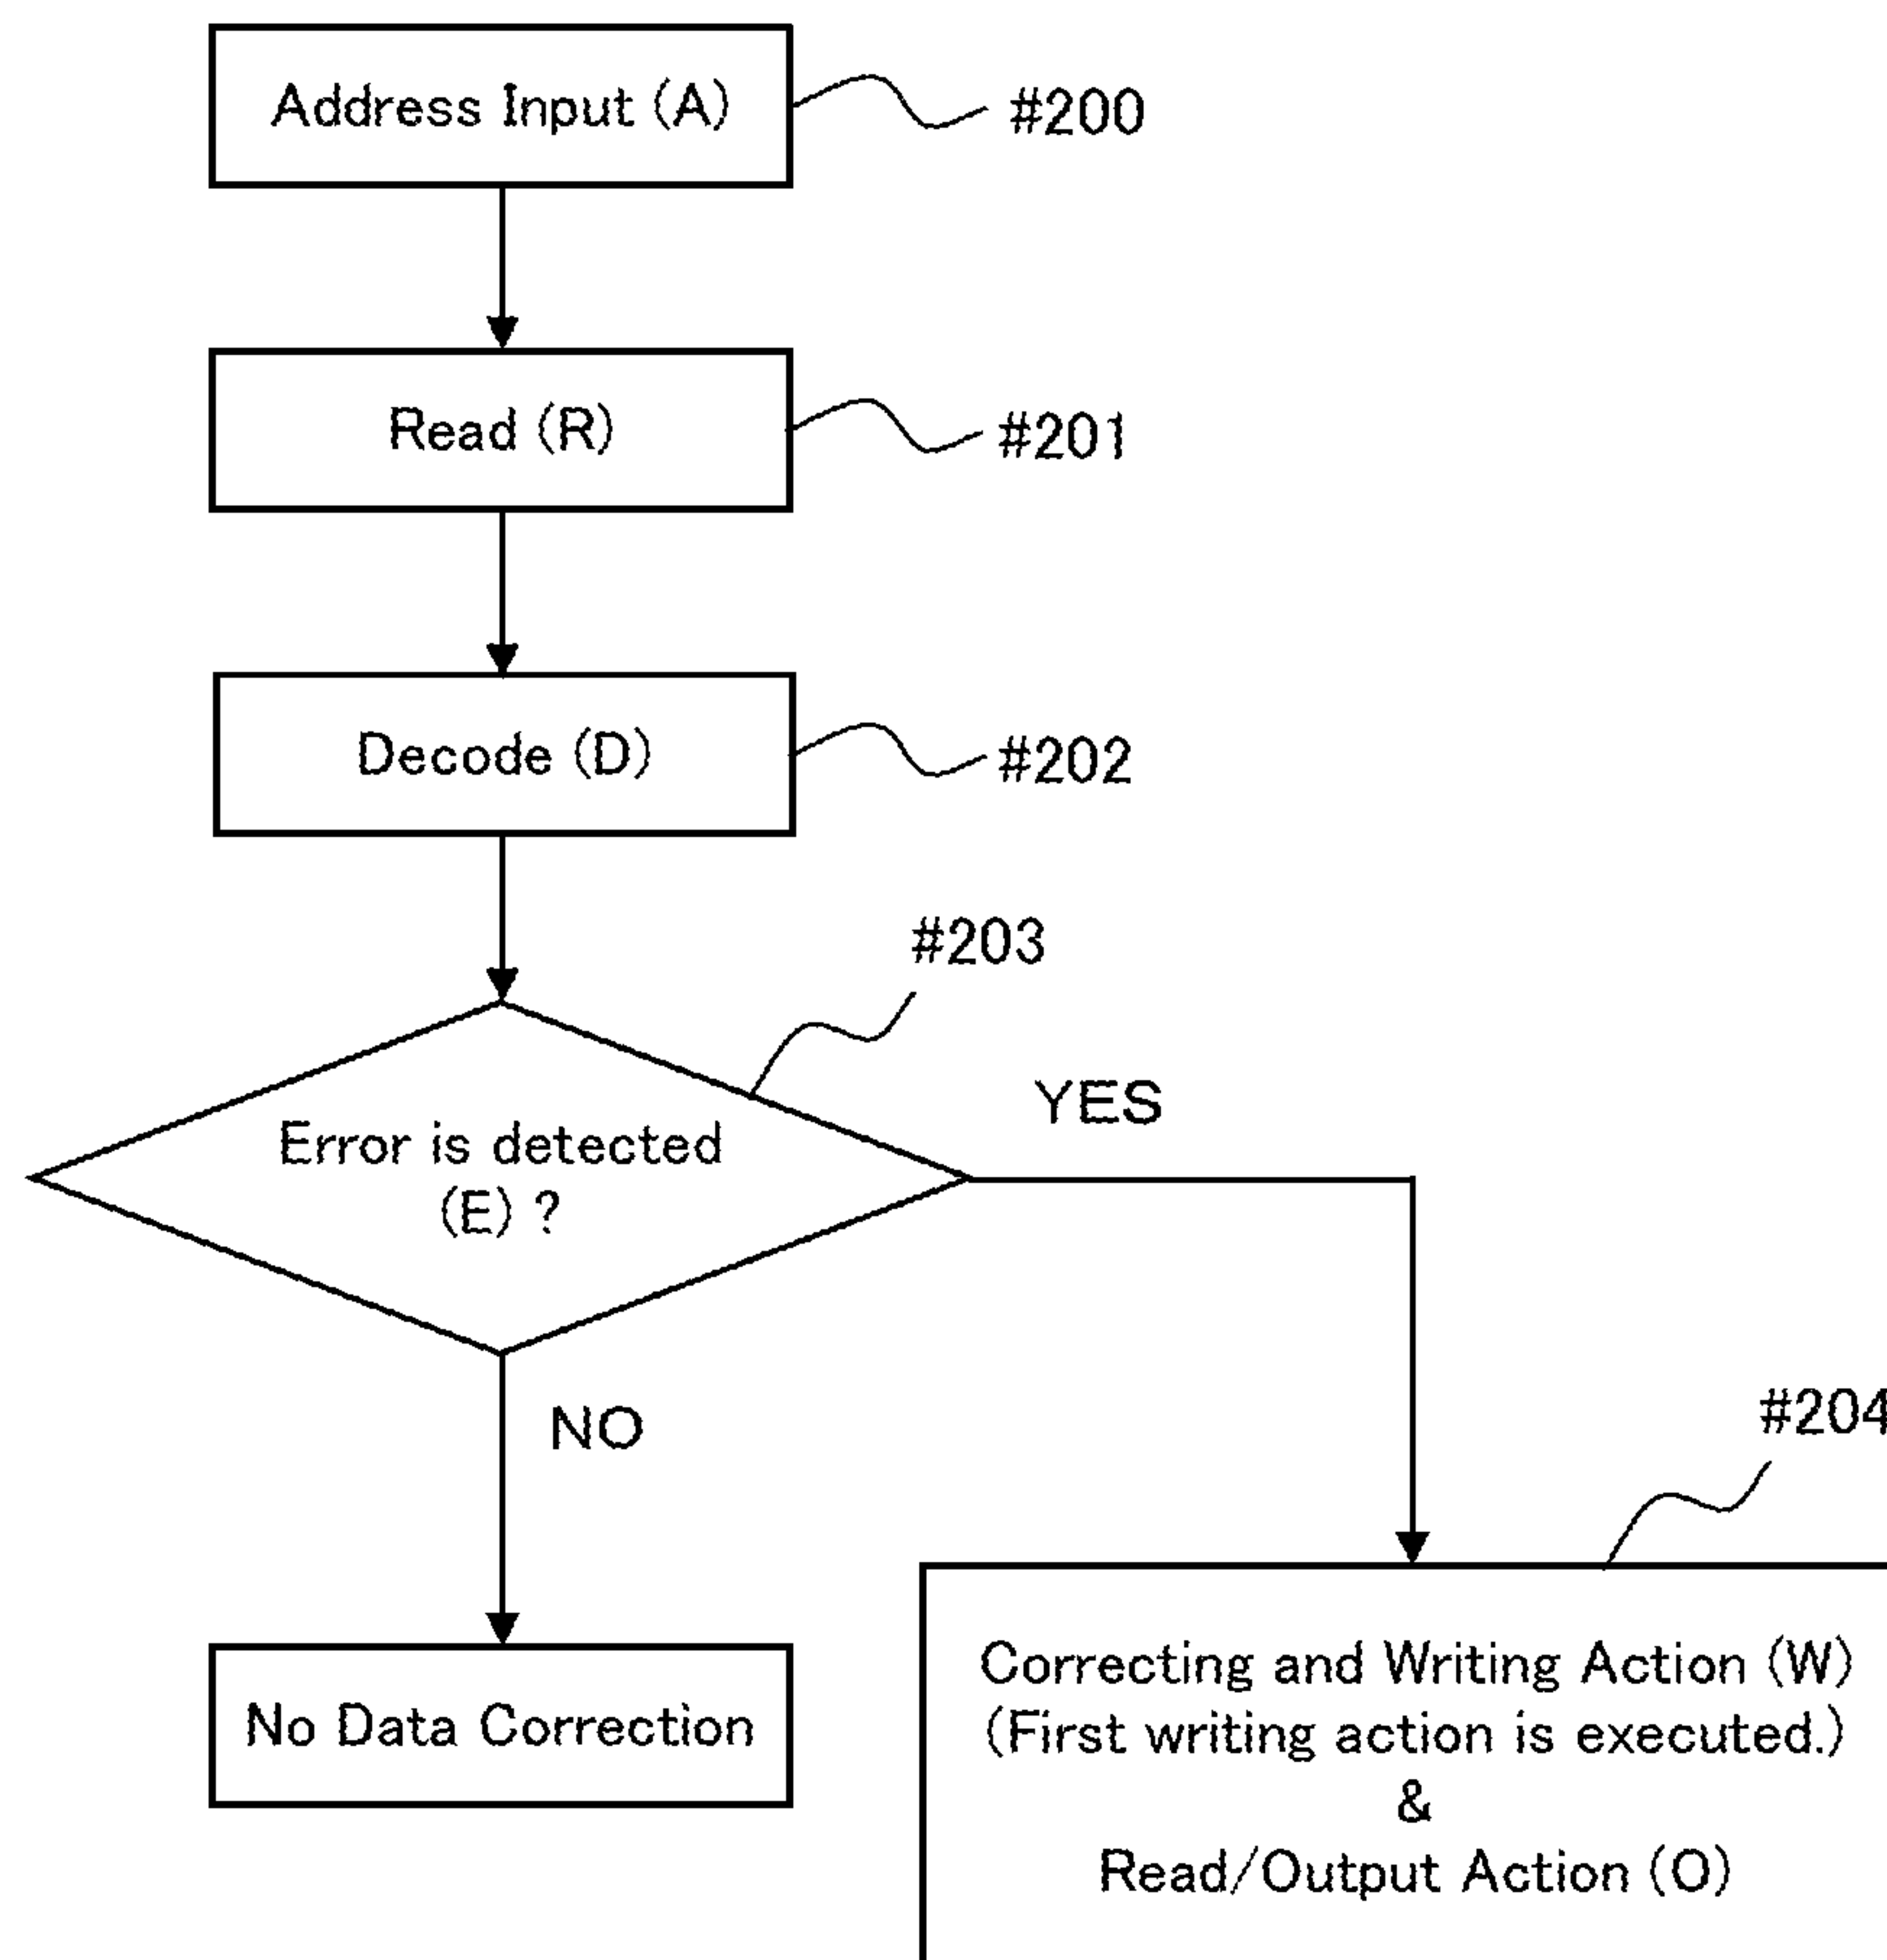 Address Input (A)
#200
Read (R)
#201
Decode (D)
#202
#203
Error is detected
(E) ?
YES
NO
#204
No Data Correction
Correcting and Writing Action (W)
(First writing action is executed.)
&
Read/Output Action (O)